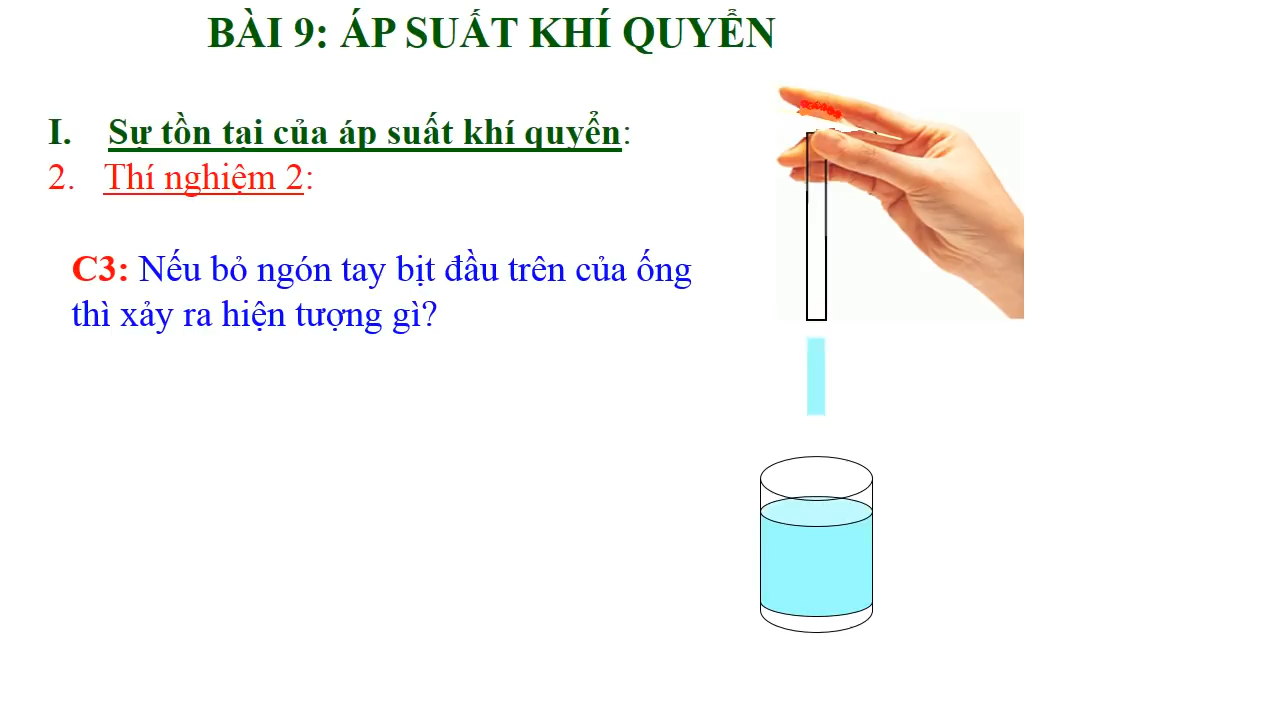 BÀI 9: ÁP SUẤT KHÍ QUYỂN
I. Sự tồn tại của áp suất khí quyển:
2. Thí nghiệm 2:
C3: Nếu bỏ ngón tay bịt đầu trên của ống
thì xảy ra hiện tượng gì?